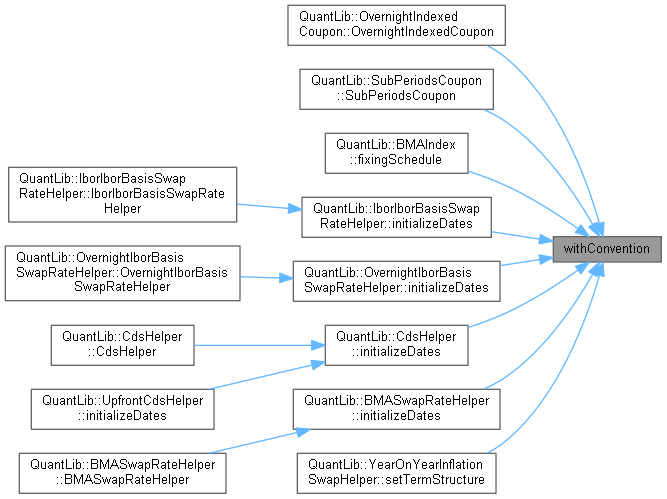 QuantLib::OvernightIndexed
Coupon::OvernightIndexedCoupon
QuantLib::SubPeriodsCoupon
::SubPeriodsCoupon
QuantLib::BMAIndex
::fixingSchedule
QuantLib::IborIborBasisSwap
RateHelper::IborIborBasisSwapRate
Helper
QuantLib::IborIborBasisSwap
RateHelper::initializeDates
withConvention
QuantLib::OvernightIborBasis
SwapRateHelper::OvernightIborBasis
SwapRateHelper
QuantLib::OvernightIborBasis
SwapRateHelper::initializeDates
QuantLib::CdsHelper
::CdsHelper
QuantLib::CdsHelper
::initializeDates
QuantLib::UpfrontCdsHelper
::initializeDates
QuantLib::BMASwapRateHelper
::initializeDates
QuantLib::BMASwapRateHelper
::BMASwapRateHelper
QuantLib::YearOnYearInflation
SwapHelper::setTermStructure